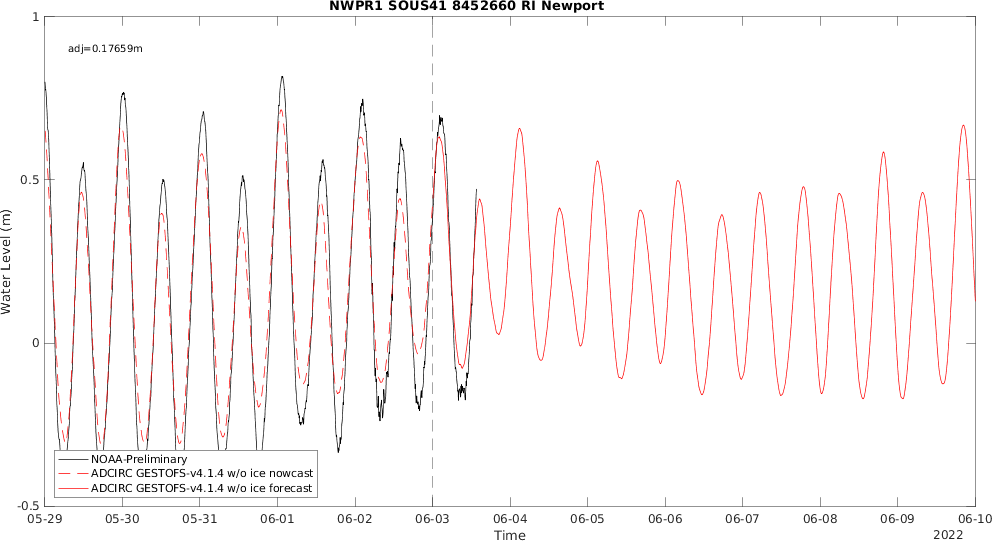 NWPR1 SOUS41 8452660 RI Newport
adj=0.17659m
Water Level (m)
1
0.5
0
-0.5
NOAA-Preliminary
ADCIRC GESTOFS-v4.1.4 w/o ice nowcast
ADCIRC GESTOFS-v4.1.4 w/o ice forecast
05-29 05-30 05-31 06-01 06-02 06-03 06-04 06-05 06-06 06-07 06-08 06-09 06-10
Time
2022